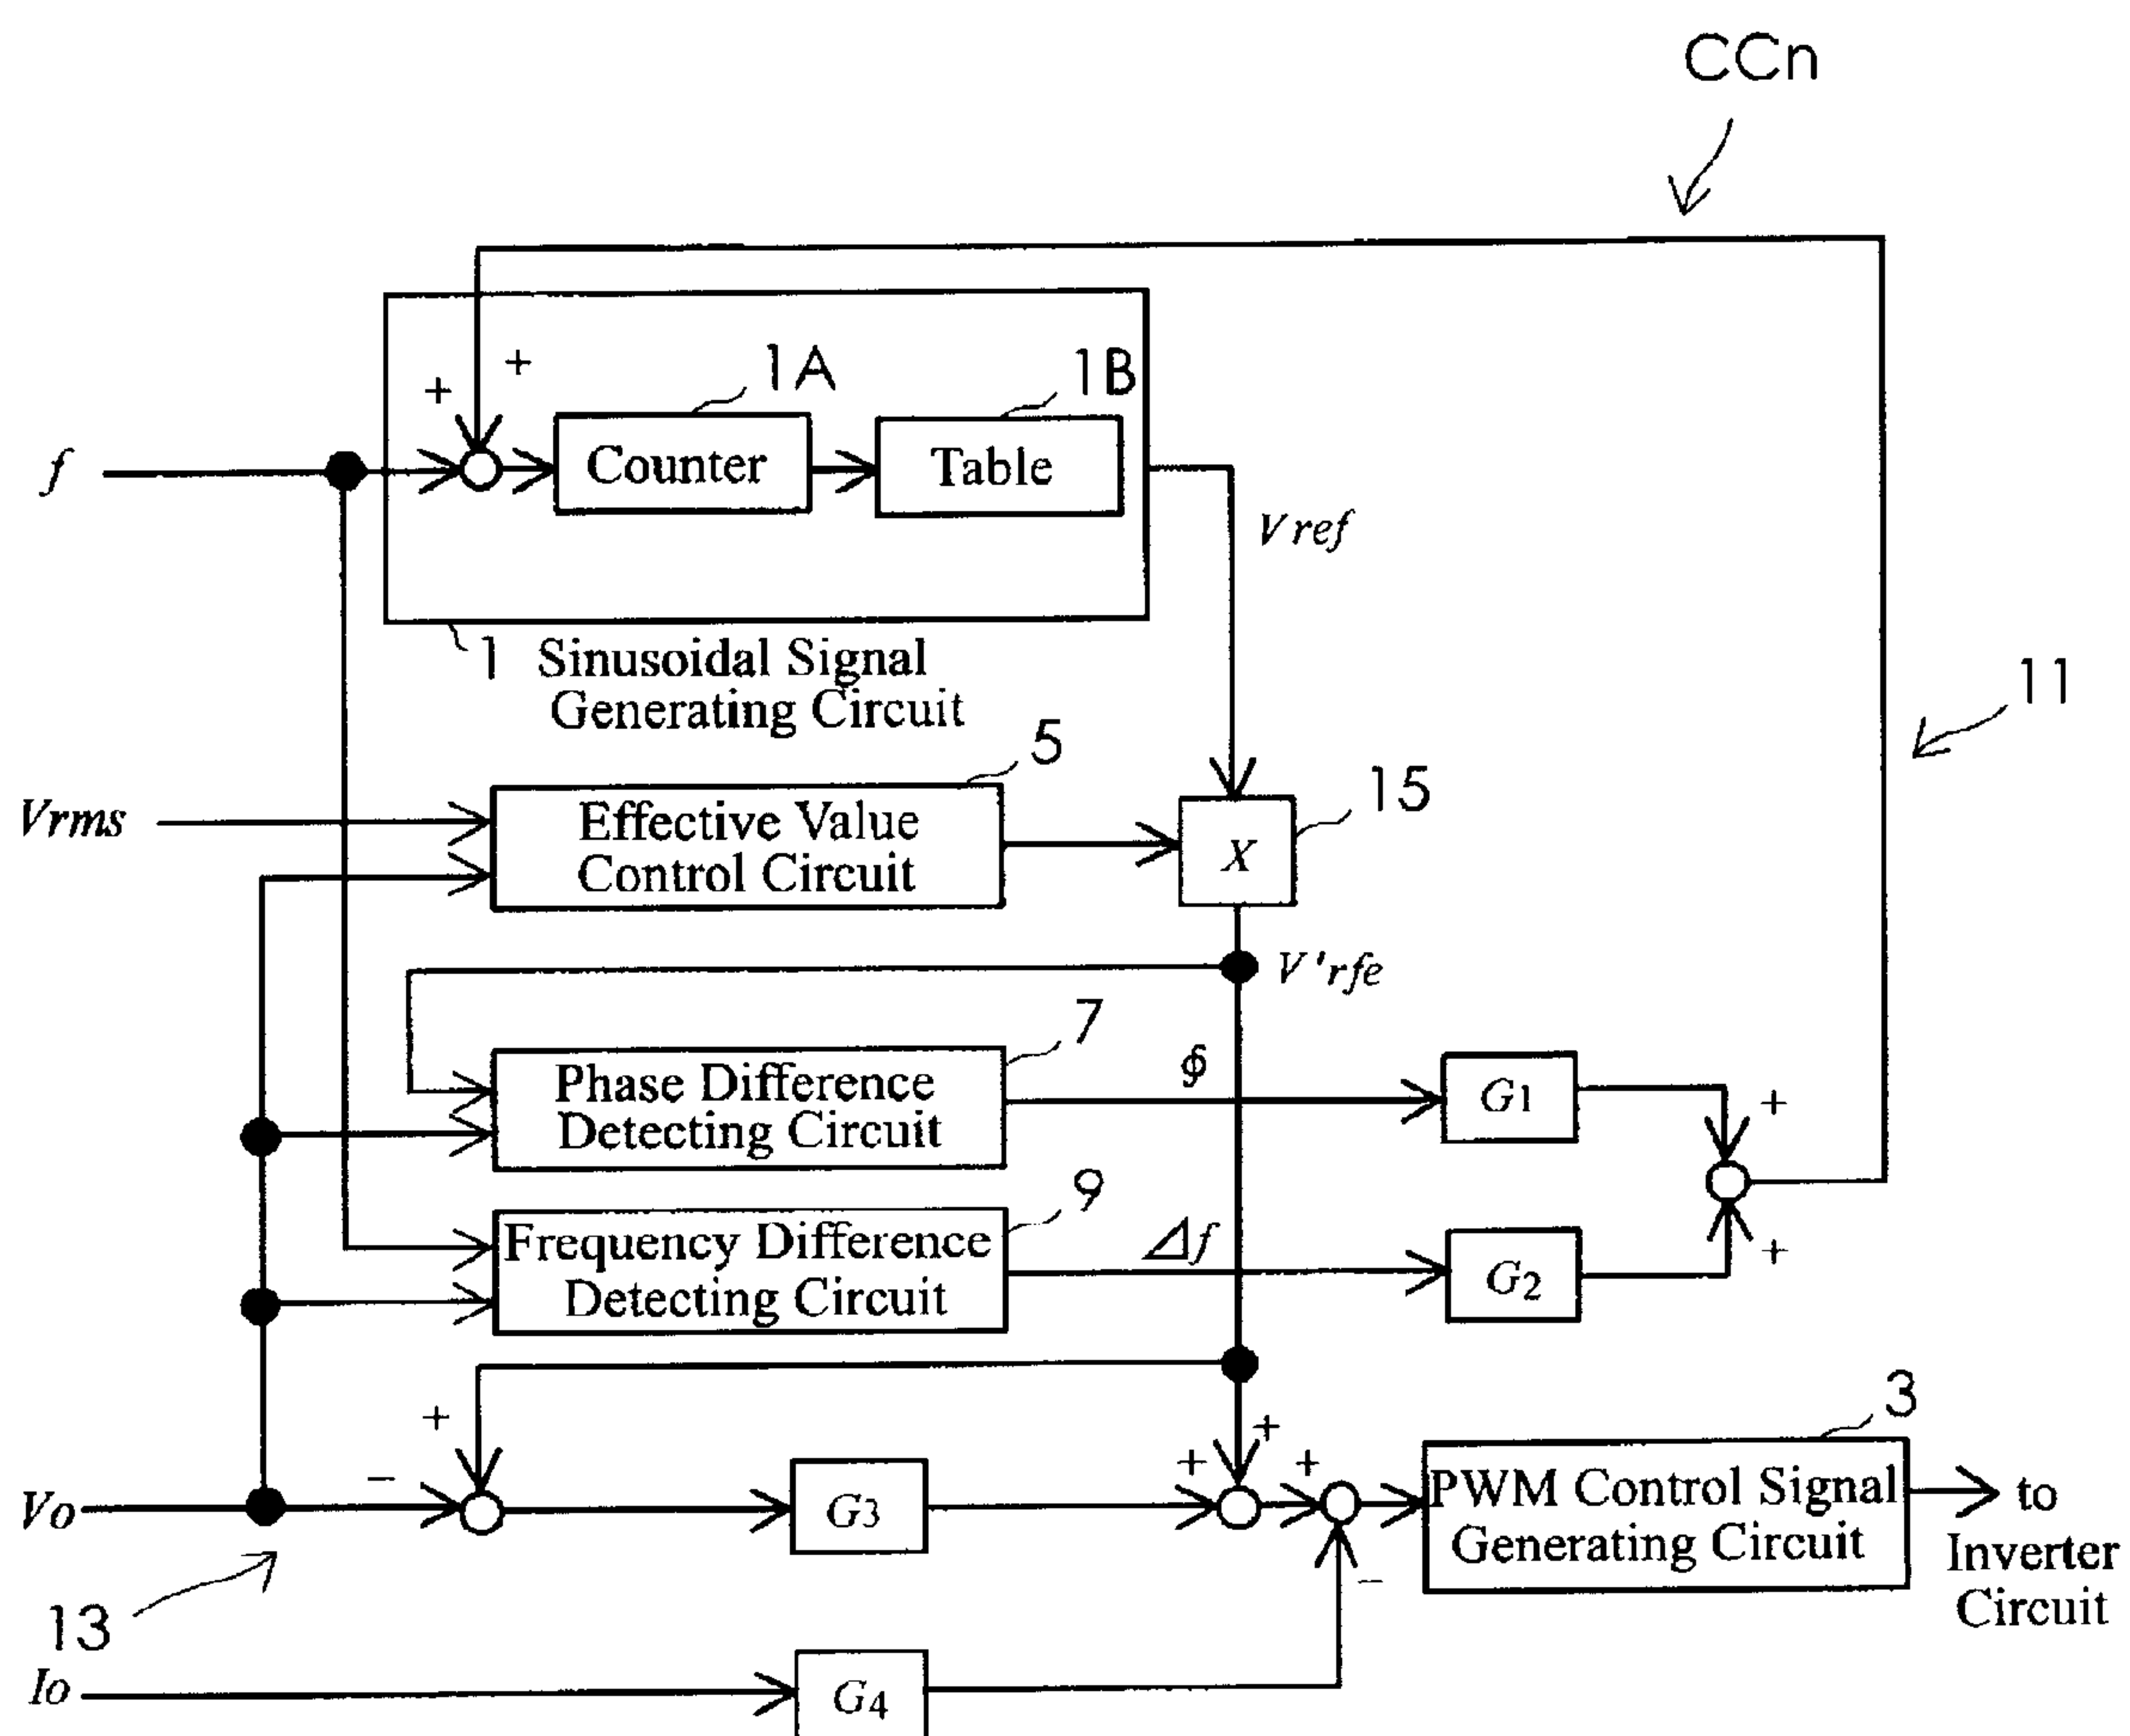 CCn
+
+
1A
1B
f
Counter
Table
Vref
1 Sinusoidal Signal
Generating Circuit
11
5
15
Vrms
Effective Value
Control Circuit
X
V'rfe
7
Phase Difference
Detecting Circuit
ϕ
G1
+
9
Frequency Difference
Detecting Circuit
Δf
G2
+
3
+
+
+
+
−
Vo
G3
PWM Control Signal
Generating Circuit
to
Inverter
Circuit
−
13
Io
G4